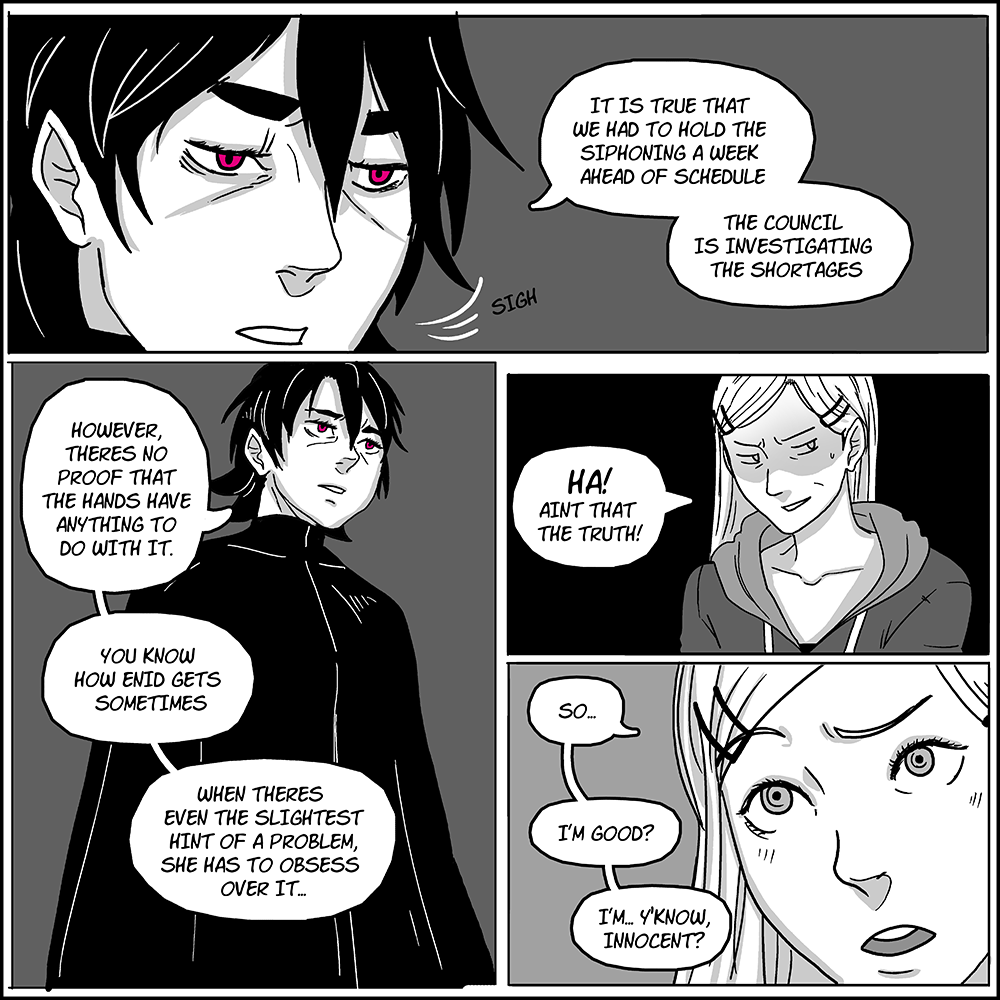 IT IS TRUE THAT
WE HAD TO HOLD THE
SIPHONING A WEEK
AHEAD OF SCHEDULE
THE COUNCIL
IS INVESTIGATING
THE SHORTAGES
SIGH
HOWEVER,
THERES NO
PROOF THAT
THE HANDS HAVE
ANYTHING TO
DO WITH IT.
YOU KNOW
HOW ENID GETS
SOMETIMES
WHEN THERES
EVEN THE SLIGHTEST
HINT OF A PROBLEM,
SHE HAS TO OBSESS
OVER IT...
HA!
AINT THAT
THE TRUTH!
SO...
I'M GOOD?
I'M... Y'KNOW,
INNOCENT?